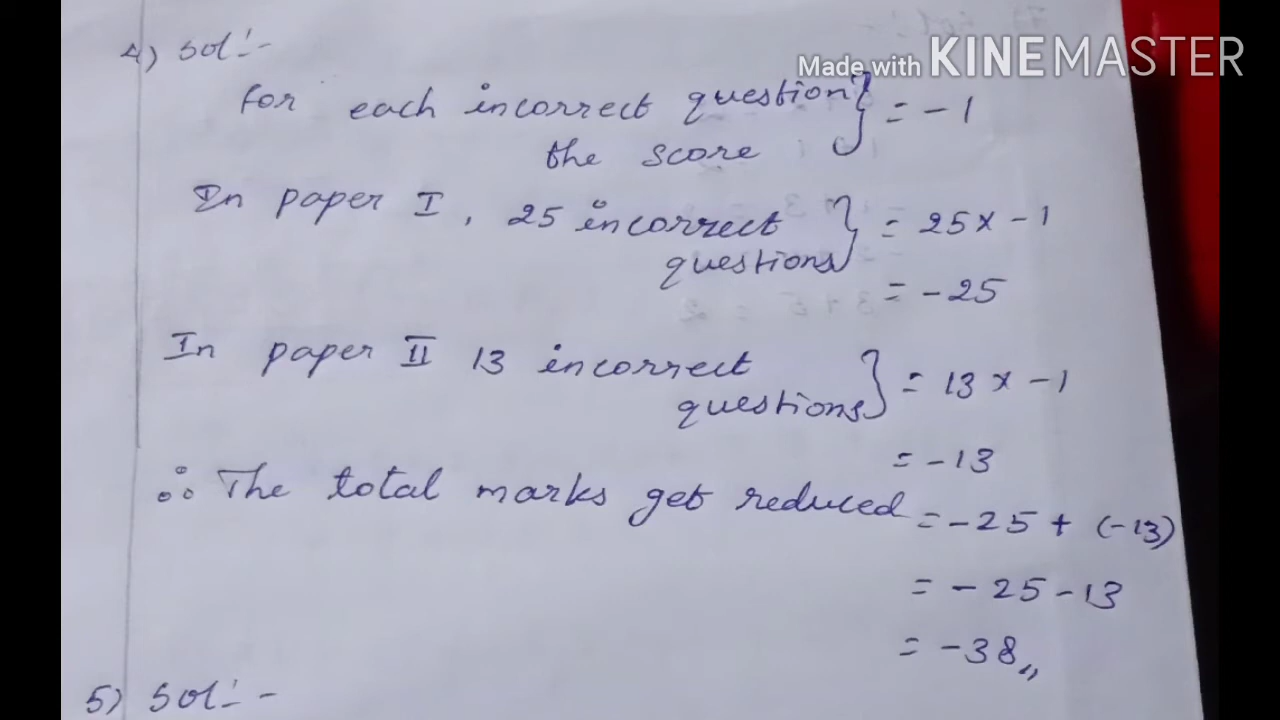 Made with KINEMASTER
4) Sol:-
for each incorrect question
the score } = -1
In paper I, 25 incorrect
questions } = 25 x -1
= -25
In paper II 13 incorrect
questions } = 13 x -1
= -13
∴ The total marks get reduced = -25 + (-13)
= -25 - 13
= -38,,
5) Sol:-